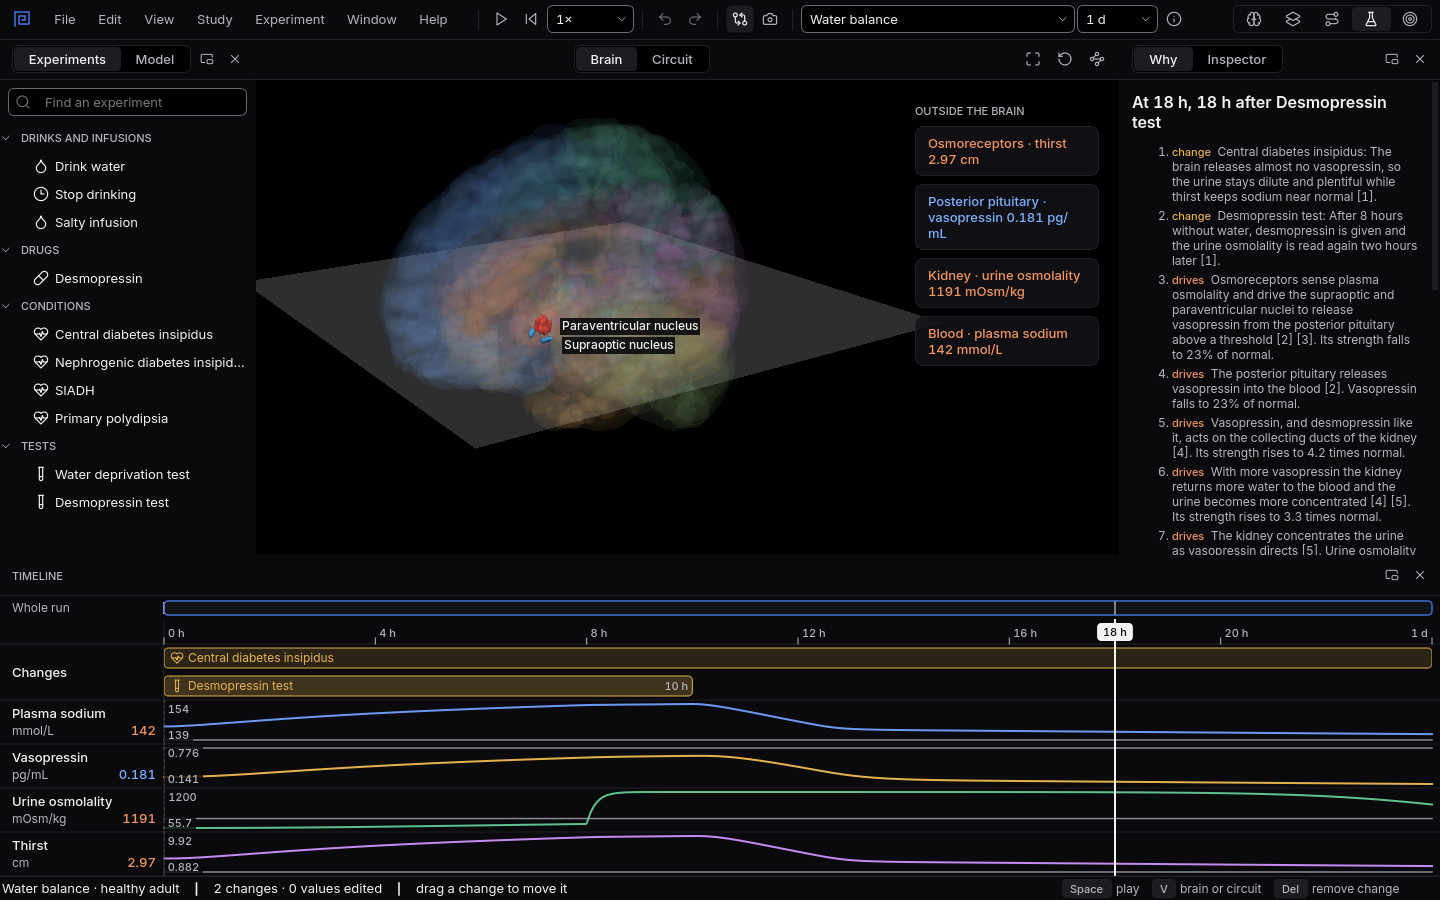 File Edit View Study Experiment Window Help
1×
Water balance
1 d
Experiments Model
Brain Circuit
Why Inspector
Find an experiment
DRINKS AND INFUSIONS
Drink water
Stop drinking
Salty infusion
DRUGS
Desmopressin
CONDITIONS
Central diabetes insipidus
Nephrogenic diabetes insipid...
SIADH
Primary polydipsia
TESTS
Water deprivation test
Desmopressin test
Paraventricular nucleus
Supraoptic nucleus
OUTSIDE THE BRAIN
Osmoreceptors · thirst
2.97 cm
Posterior pituitary ·
vasopressin 0.181 pg/
mL
Kidney · urine osmolality
1191 mOsm/kg
Blood · plasma sodium
142 mmol/L
At 18 h, 18 h after Desmopressin
test
1. change Central diabetes insipidus: The
brain releases almost no vasopressin, so
the urine stays dilute and plentiful while
thirst keeps sodium near normal [1].
2. change Desmopressin test: After 8 hours
without water, desmopressin is given and
the urine osmolality is read again two hours
later [1].
3. drives Osmoreceptors sense plasma
osmolality and drive the supraoptic and
paraventricular nuclei to release
vasopressin from the posterior pituitary
above a threshold [2] [3]. Its strength falls
to 23% of normal.
4. drives The posterior pituitary releases
vasopressin into the blood [2]. Vasopressin
falls to 23% of normal.
5. drives Vasopressin, and desmopressin like
it, acts on the collecting ducts of the kidney
[4]. Its strength rises to 4.2 times normal.
6. drives With more vasopressin the kidney
returns more water to the blood and the
urine becomes more concentrated [4] [5].
Its strength rises to 3.3 times normal.
7. drives The kidney concentrates the urine
as vasopressin directs [5]. Urine osmolality
TIMELINE
Whole run
0 h 4 h 8 h 12 h 16 h 18 h 20 h 1 d
Changes
Central diabetes insipidus
Desmopressin test 10 h
Plasma sodium
mmol/L 142
154
139
Vasopressin
pg/mL 0.181
0.776
0.141
Urine osmolality
mOsm/kg 1191
1200
55.7
Thirst
cm 2.97
9.92
0.882
Water balance · healthy adult | 2 changes · 0 values edited | drag a change to move it
Space play V brain or circuit Del remove change